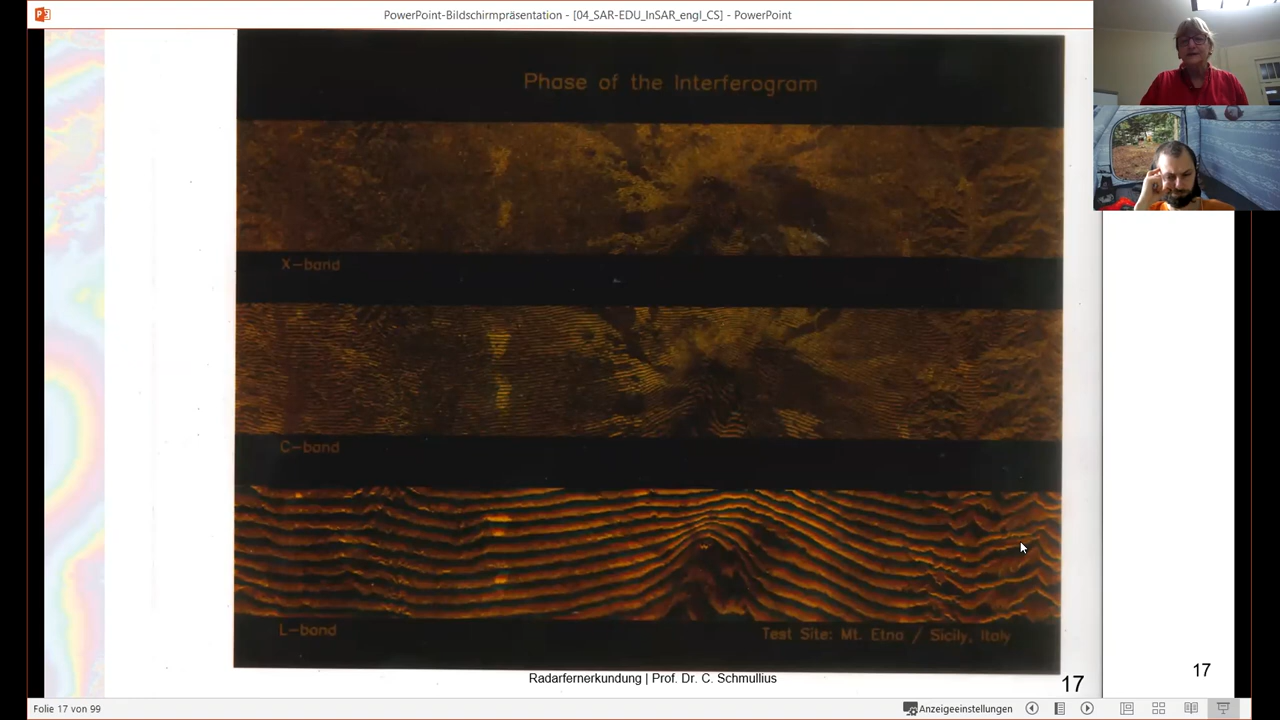 PowerPoint-Bildschirmpräsentation - [04_SAR-EDU_InSAR_engl_CS] - PowerPoint
Phase of the Interferogram
X-band
C-band
L-band
Test Site: Mt. Etna / Sicily, Italy
Radarfernerkundung | Prof. Dr. C. Schmullius
17
17
Folie 17 von 99
Anzeigeeinstellungen